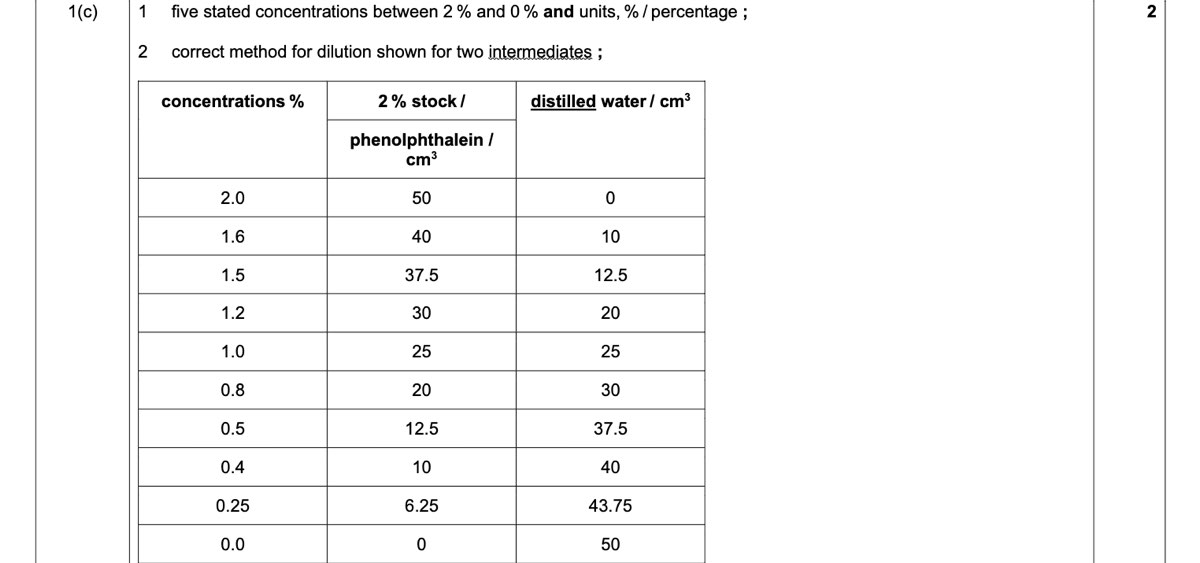 1(c) 1 five stated concentrations between 2 % and 0 % and units, % / percentage ; 2
2 correct method for dilution shown for two intermediates ;
concentrations % 2 % stock / distilled water / cm³
phenolphthalein /
cm³
2.0 50 0
1.6 40 10
1.5 37.5 12.5
1.2 30 20
1.0 25 25
0.8 20 30
0.5 12.5 37.5
0.4 10 40
0.25 6.25 43.75
0.0 0 50